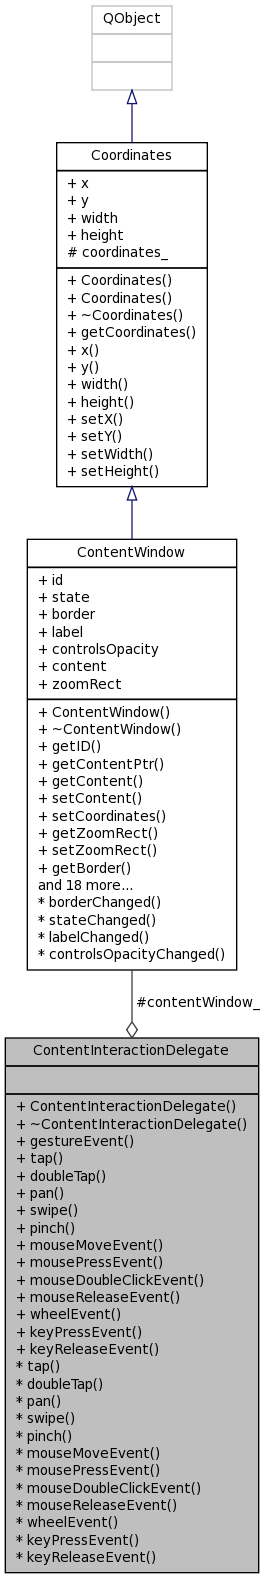 QObject
Coordinates
+ x
+ y
+ width
+ height
# coordinates_
+ Coordinates()
+ Coordinates()
+ ~Coordinates()
+ getCoordinates()
+ x()
+ y()
+ width()
+ height()
+ setX()
+ setY()
+ setWidth()
+ setHeight()
ContentWindow
+ id
+ state
+ border
+ label
+ controlsOpacity
+ content
+ zoomRect
+ ContentWindow()
+ ~ContentWindow()
+ getID()
+ getContentPtr()
+ getContent()
+ setContent()
+ setCoordinates()
+ getZoomRect()
+ setZoomRect()
+ getBorder()
and 18 more...
* borderChanged()
* stateChanged()
* labelChanged()
* controlsOpacityChanged()
#contentWindow_
ContentInteractionDelegate
+ ContentInteractionDelegate()
+ ~ContentInteractionDelegate()
+ gestureEvent()
+ tap()
+ doubleTap()
+ pan()
+ swipe()
+ pinch()
+ mouseMoveEvent()
+ mousePressEvent()
+ mouseDoubleClickEvent()
+ mouseReleaseEvent()
+ wheelEvent()
+ keyPressEvent()
+ keyReleaseEvent()
* tap()
* doubleTap()
* pan()
* swipe()
* pinch()
* mouseMoveEvent()
* mousePressEvent()
* mouseDoubleClickEvent()
* mouseReleaseEvent()
* wheelEvent()
* keyPressEvent()
* keyReleaseEvent()